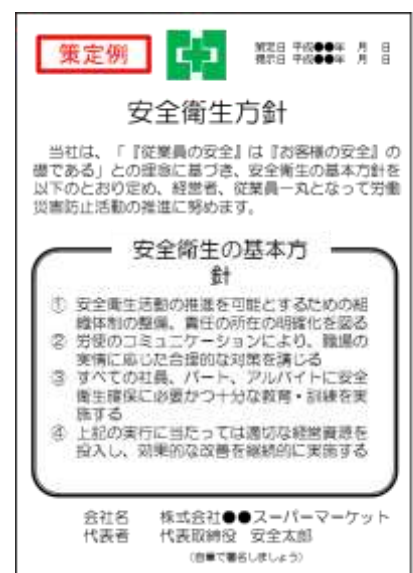 策定例
策定日 平成●●年 月 日
掲示日 平成●●年 月 日
安全衛生方針
当社は、「『従業員の安全』は『お客様の安全』の
礎である」との理念に基づき、安全衛生の基本方針を
以下のとおり定め、経営者、従業員一丸となって労働
災害防止活動の推進に努めます。
安全衛生の基本方
針
① 安全衛生活動の推進を可能とするための組
織体制の整備、責任の所在の明確化を図る
② 労使のコミュニケーションにより、職場の
実情に応じた合理的な対策を講じる
③ すべての社員、パート、アルバイトに安全
衛生確保に必要かつ十分な教育・訓練を実
施する
④ 上記の実行に当たっては適切な経営資源を
投入し、効果的な改善を継続的に実施する
会社名 株式会社●●スーパーマーケット
代表者 代表取締役 安全太郎
(自筆で署名しましょう)